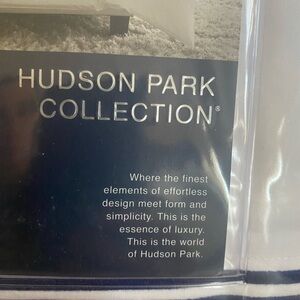 HUDSON PARK
COLLECTION®
Where the finest
elements of effortless
design meet form and
simplicity. This is the
essence of luxury.
This is the world
of Hudson Park.